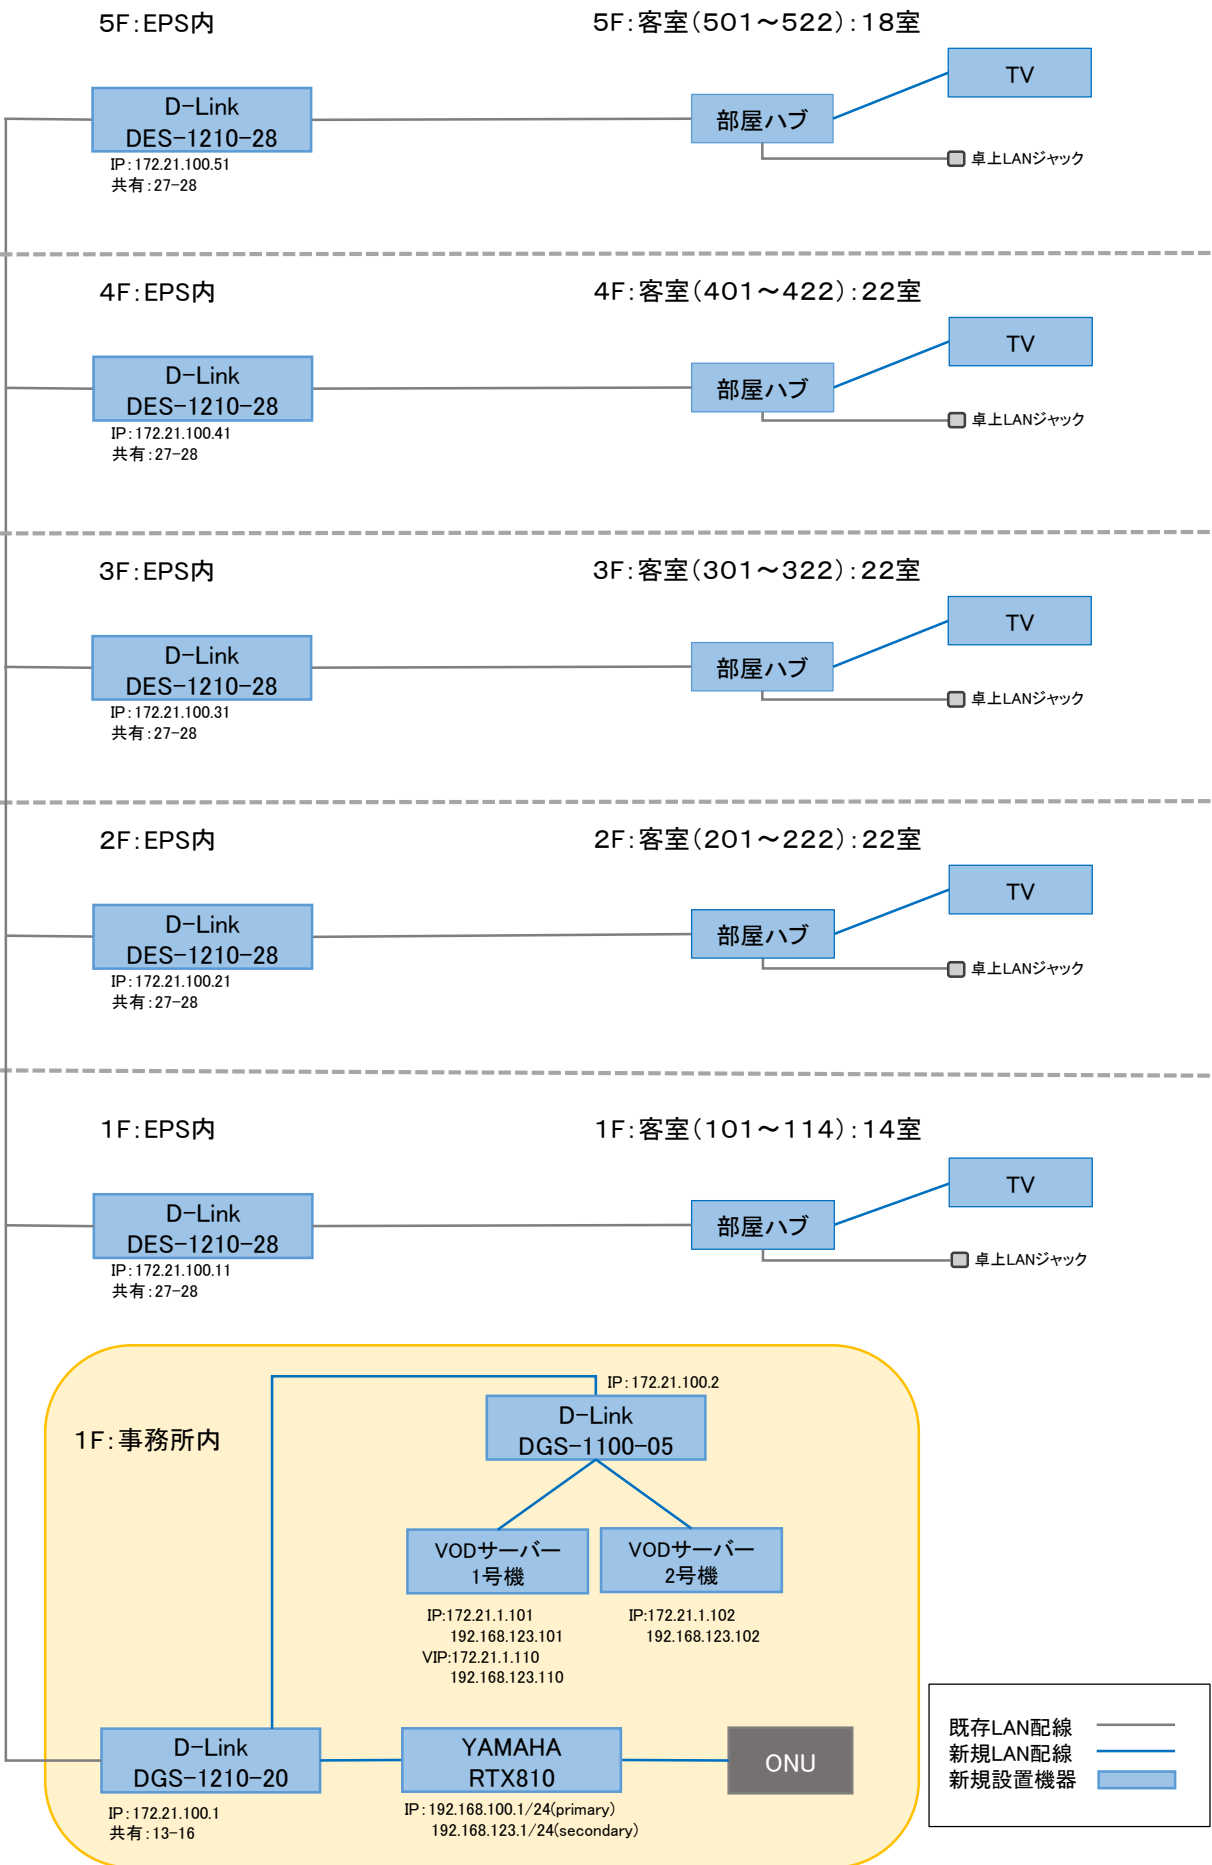 5F:EPS内
5F:客室(501～522):18室
TV
D-Link
DES-1210-28
部屋ハブ
IP:172.21.100.51
共有:27-28
卓上LANジャック
4F:EPS内
4F:客室(401～422):22室
TV
D-Link
DES-1210-28
部屋ハブ
IP:172.21.100.41
共有:27-28
卓上LANジャック
3F:EPS内
3F:客室(301～322):22室
TV
D-Link
DES-1210-28
部屋ハブ
IP:172.21.100.31
共有:27-28
卓上LANジャック
2F:EPS内
2F:客室(201～222):22室
TV
D-Link
DES-1210-28
部屋ハブ
IP:172.21.100.21
共有:27-28
卓上LANジャック
1F:EPS内
1F:客室(101～114):14室
TV
D-Link
DES-1210-28
部屋ハブ
IP:172.21.100.11
共有:27-28
卓上LANジャック
1F:事務所内
IP:172.21.100.2
D-Link
DGS-1100-05
VODサーバー
1号機
VODサーバー
2号機
IP:172.21.1.101
192.168.123.101
VIP:172.21.1.110
192.168.123.110
IP:172.21.1.102
192.168.123.102
D-Link
DGS-1210-20
YAMAHA
RTX810
ONU
IP:172.21.100.1
共有:13-16
IP:192.168.100.1/24(primary)
192.168.123.1/24(secondary)
既存LAN配線
新規LAN配線
新規設置機器